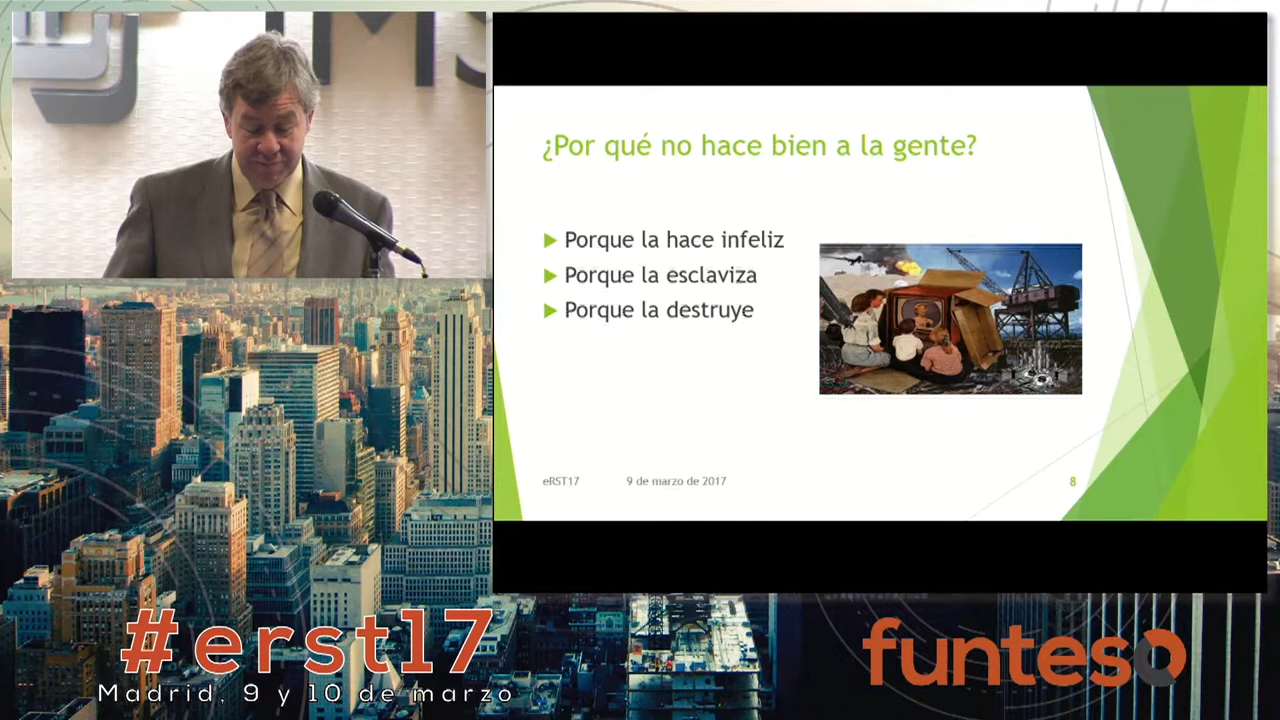 ¿Por qué no hace bien a la gente?
Porque la hace infeliz
Porque la esclaviza
Porque la destruye
eRST17
9 de marzo de 2017
8
#erst17
Madrid, 9 y 10 de marzo
funteso